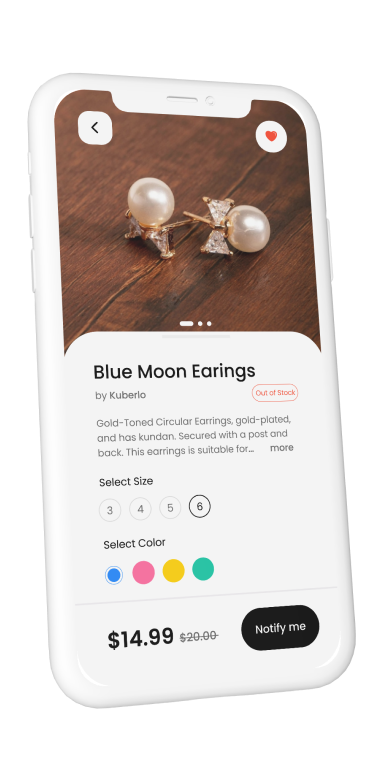 Blue Moon Earings
by Kuberlo
Out of Stock
Gold-Toned Circular Earrings, gold-plated,
and has kundan. Secured with a post and
back. This earrings is suitable for... more
Select Size
3 4 5 6
Select Color
$14.99 $20.00 Notify me